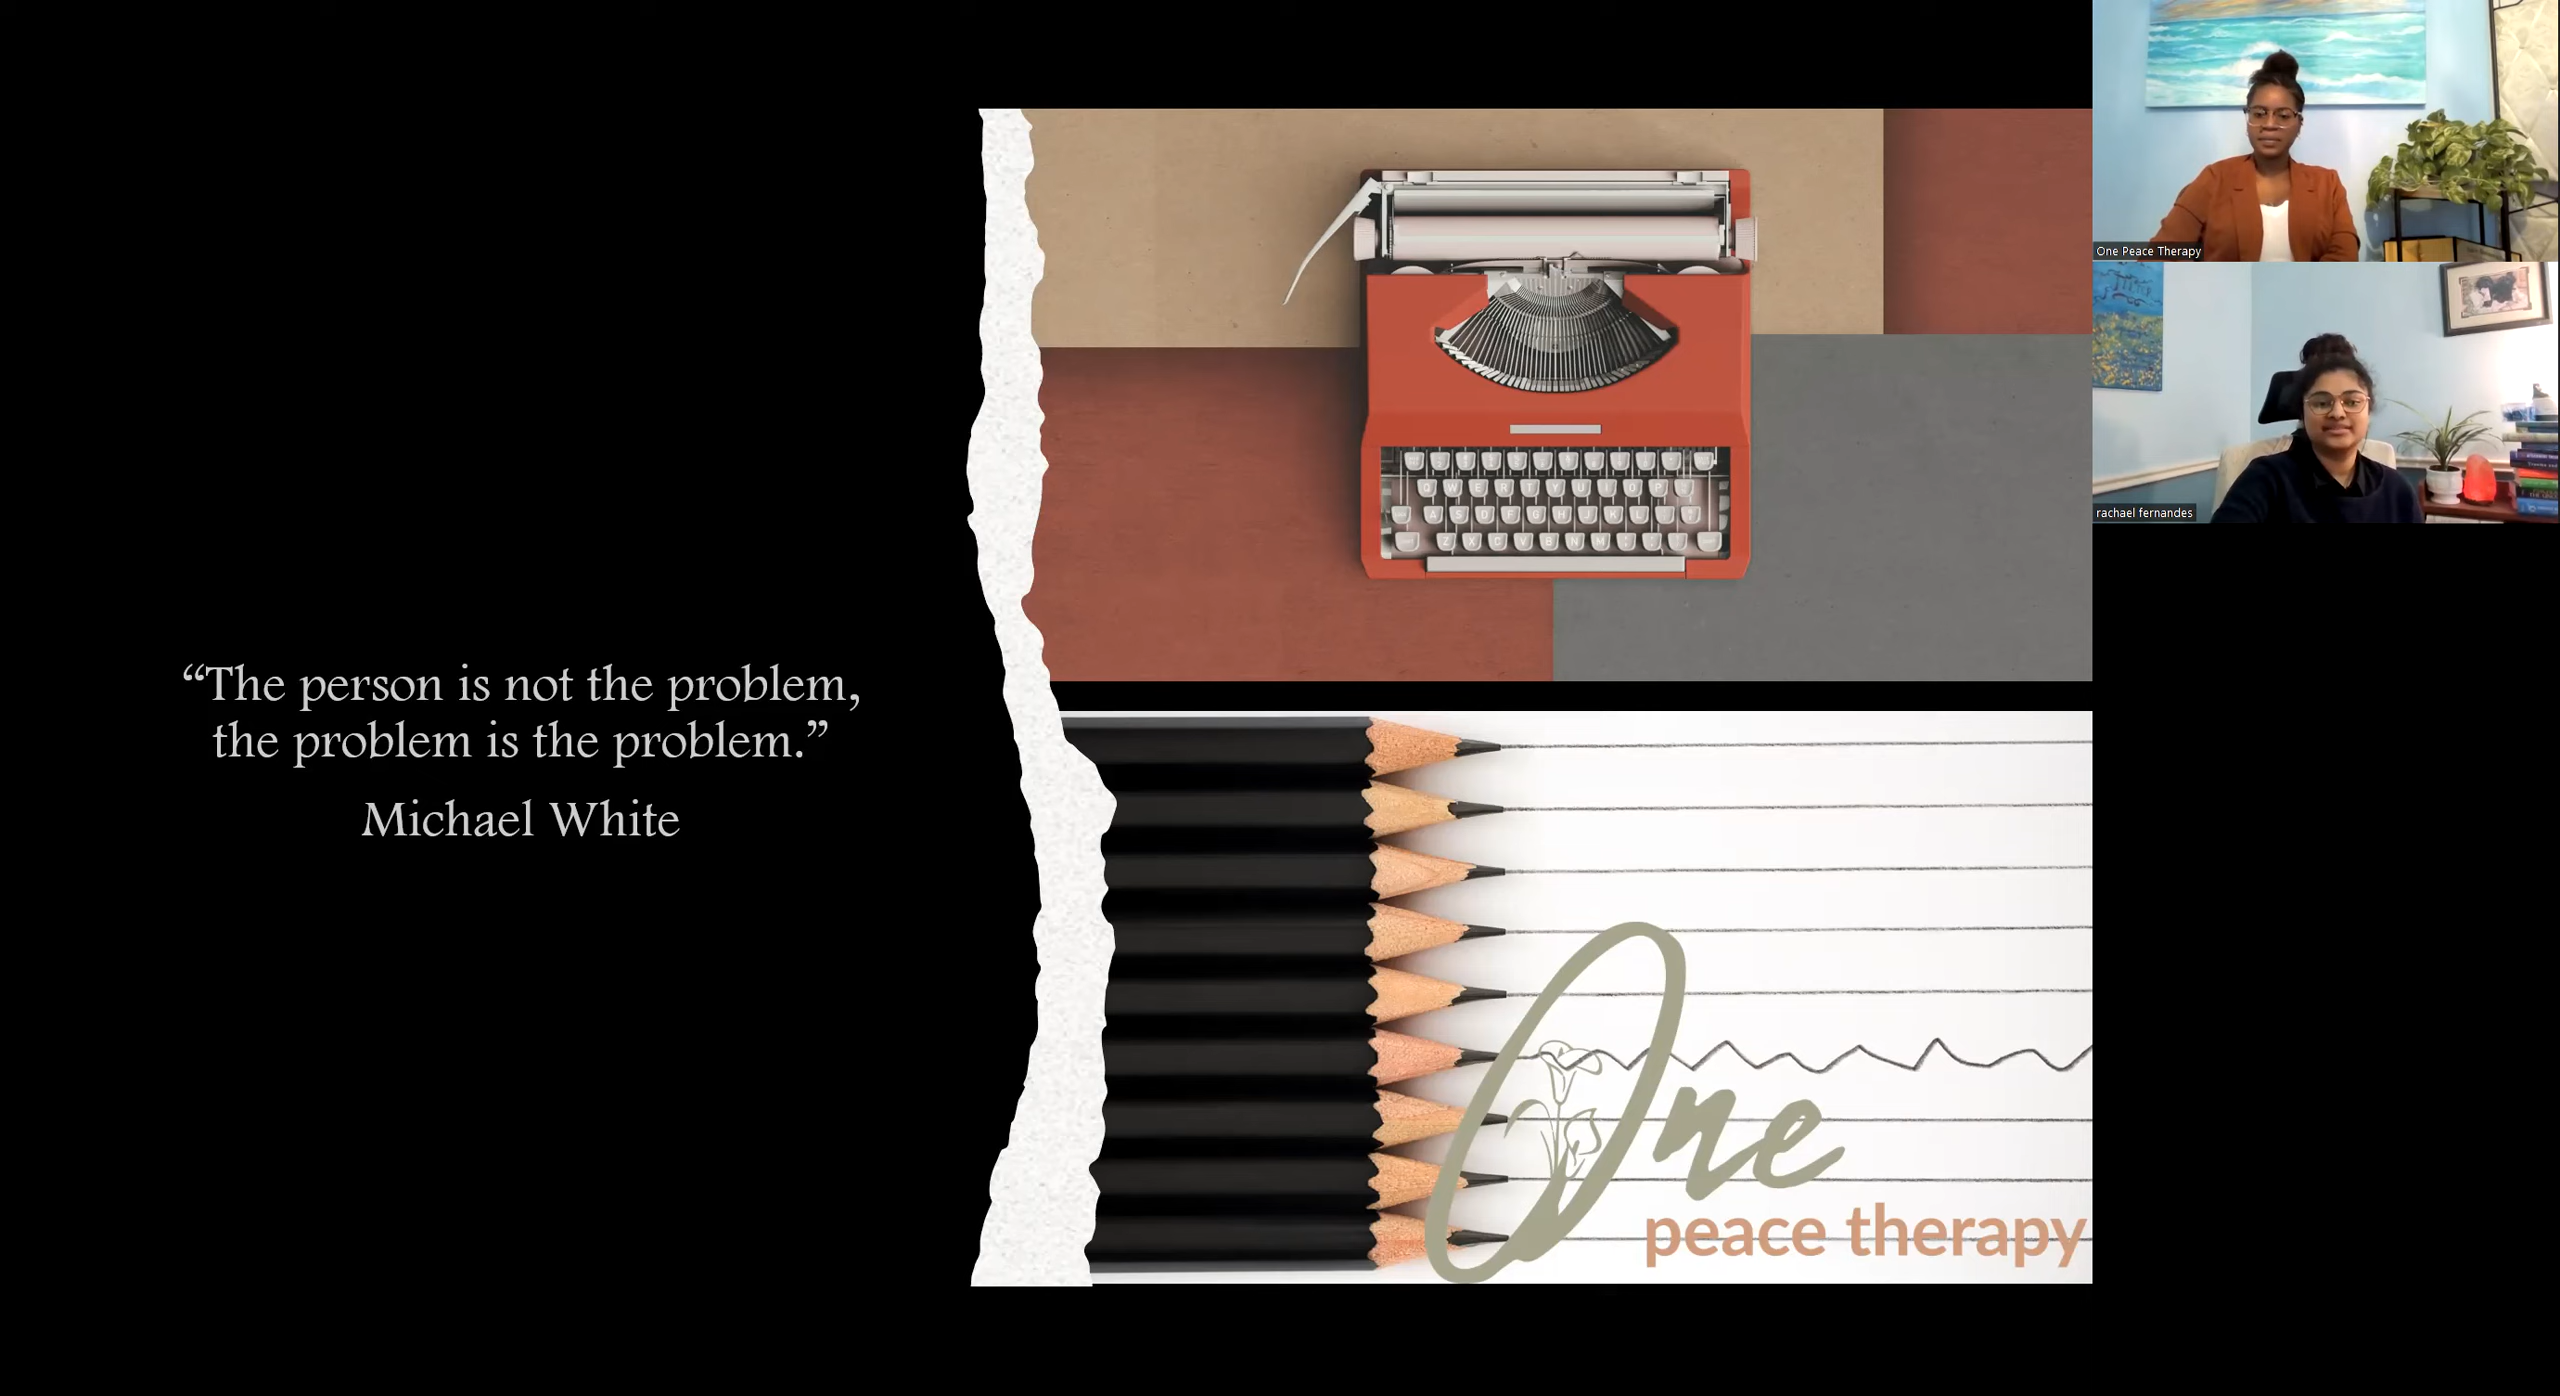 “The person is not the problem,
the problem is the problem.”
Michael White
Q W E R T Y U I O P
A S D F G H J K L
Z X C V B N M
One
peace therapy
One Peace Therapy
rachael fernandes